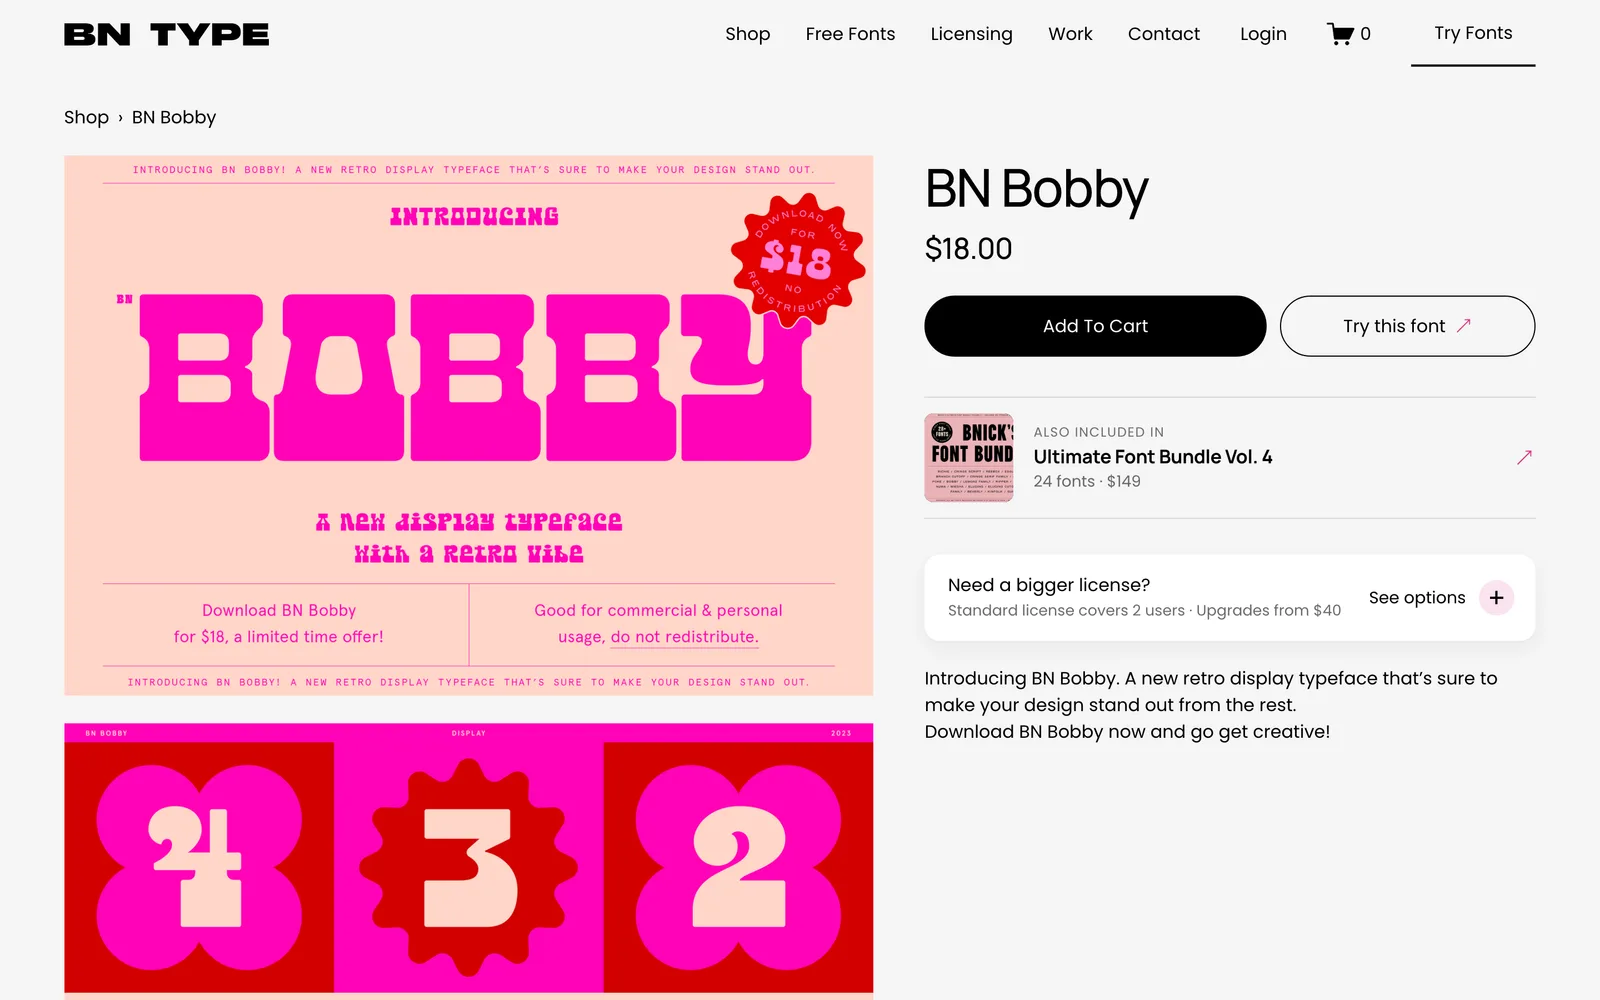 BN TYPE
Shop
Free Fonts
Licensing
Work
Contact
Login
0
Try Fonts
Shop › BN Bobby
INTRODUCING BN BOBBY! A NEW RETRO DISPLAY TYPEFACE THAT'S SURE TO MAKE YOUR DESIGN STAND OUT.
INTRODUCING
DOWNLOAD NOW
FOR
$18
NO
REDISTRIBUTION
BN
BOBBY
A new display typeface
with a retro vibe
Download BN Bobby
for $18, a limited time offer!
Good for commercial & personal
usage, do not redistribute.
INTRODUCING BN BOBBY! A NEW RETRO DISPLAY TYPEFACE THAT'S SURE TO MAKE YOUR DESIGN STAND OUT.
BN BOBBY
DISPLAY
2023
4
3
2
BN Bobby
$18.00
Add To Cart
Try this font
BNICK'S
FONT BUND
ALSO INCLUDED IN
Ultimate Font Bundle Vol. 4
24 fonts · $149
Need a bigger license?
Standard license covers 2 users · Upgrades from $40
See options
Introducing BN Bobby. A new retro display typeface that’s sure to
make your design stand out from the rest.
Download BN Bobby now and go get creative!